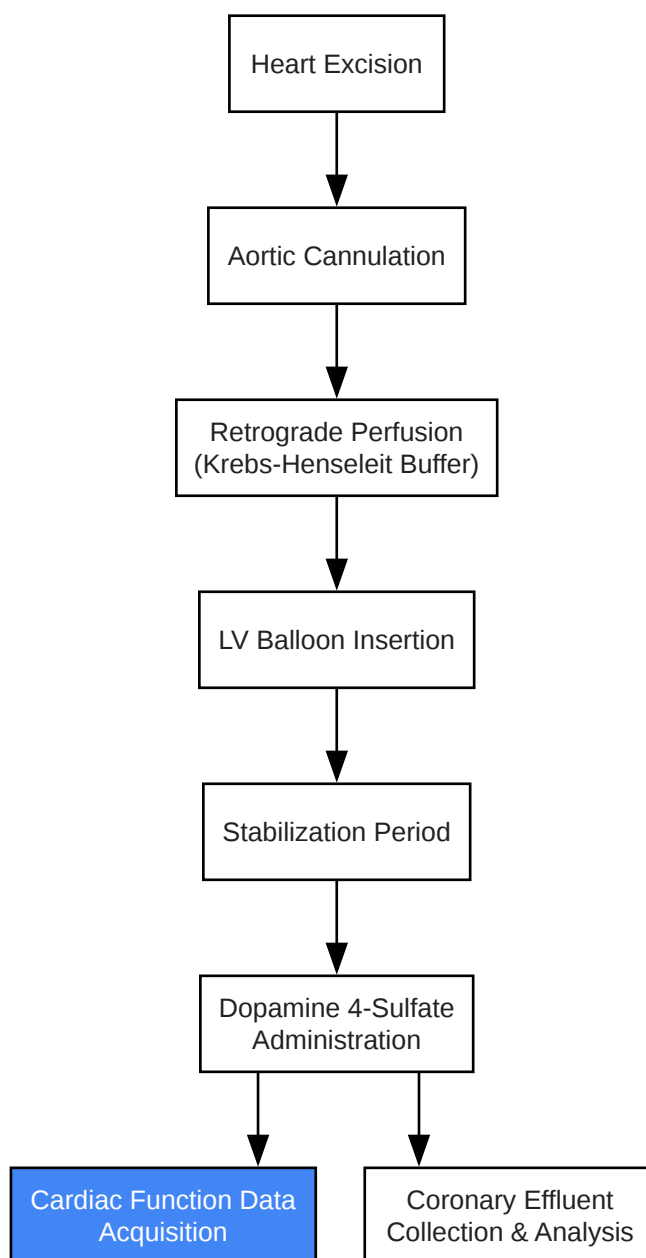 Heart Excision
Aortic Cannulation
Retrograde Perfusion
(Krebs-Henseleit Buffer)
LV Balloon Insertion
Stabilization Period
Dopamine 4-Sulfate
Administration
Cardiac Function Data
Acquisition
Coronary Effluent
Collection & Analysis